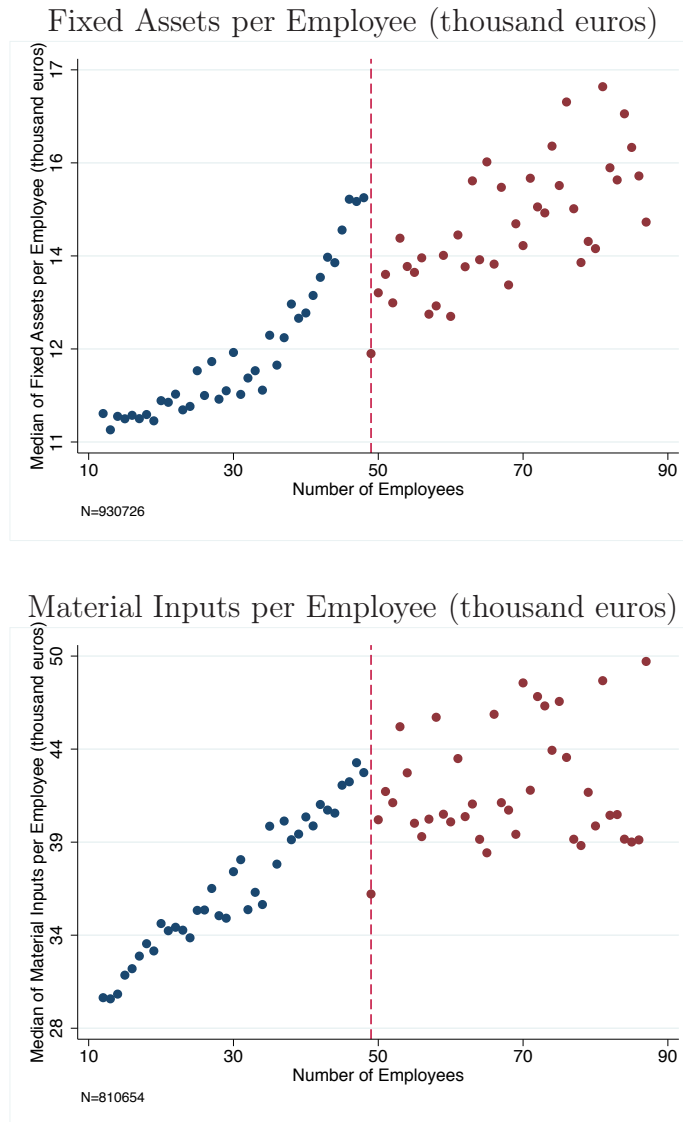 Fixed Assets per Employee (thousand euros)
Median of Fixed Assets per Employee (thousand euros)
17
16
14
12
11
10 30 50 70 90
Number of Employees
N=930726
Material Inputs per Employee (thousand euros)
Median of Material Inputs per Employee (thousand euros)
50
44
39
34
28
10 30 50 70 90
Number of Employees
N=810654